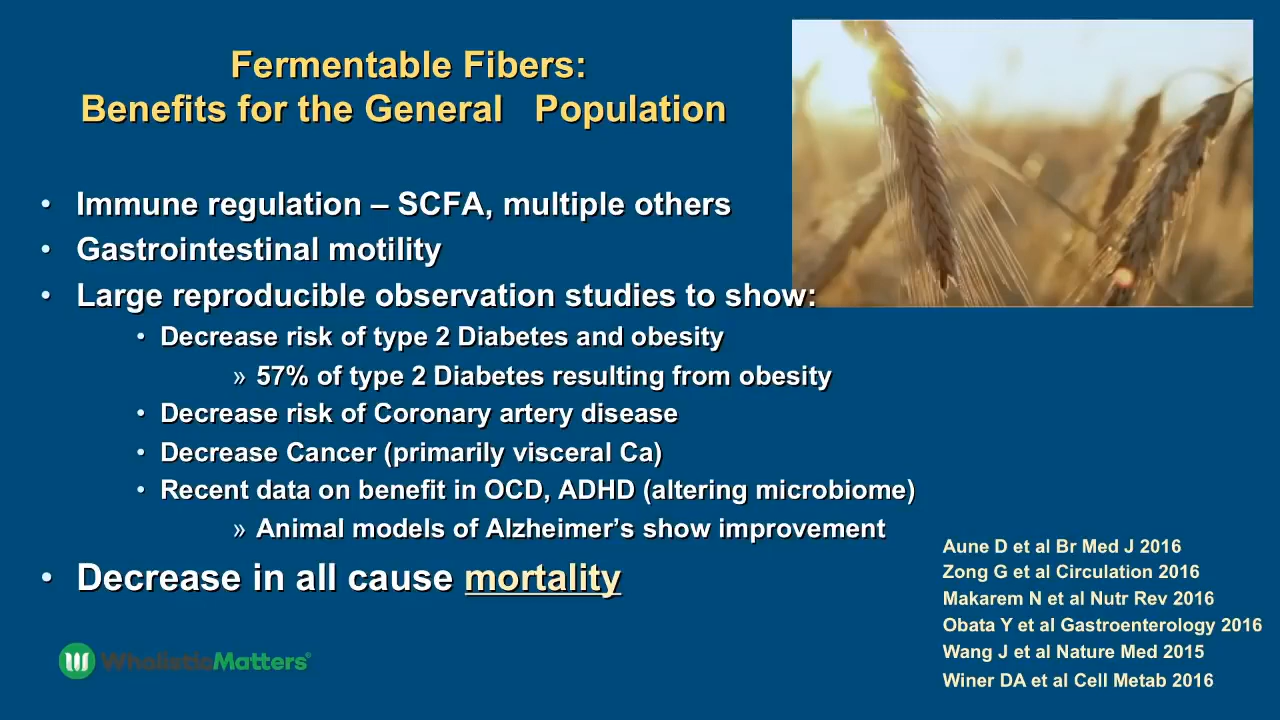 Fermentable Fibers:
Benefits for the General Population
• Immune regulation – SCFA, multiple others
• Gastrointestinal motility
• Large reproducible observation studies to show:
• Decrease risk of type 2 Diabetes and obesity
» 57% of type 2 Diabetes resulting from obesity
• Decrease risk of Coronary artery disease
• Decrease Cancer (primarily visceral Ca)
• Recent data on benefit in OCD, ADHD (altering microbiome)
» Animal models of Alzheimer’s show improvement
• Decrease in all cause mortality
Aune D et al Br Med J 2016
Zong G et al Circulation 2016
Makarem N et al Nutr Rev 2016
Obata Y et al Gastroenterology 2016
Wang J et al Nature Med 2015
Winer DA et al Cell Metab 2016
WholisticMatters®